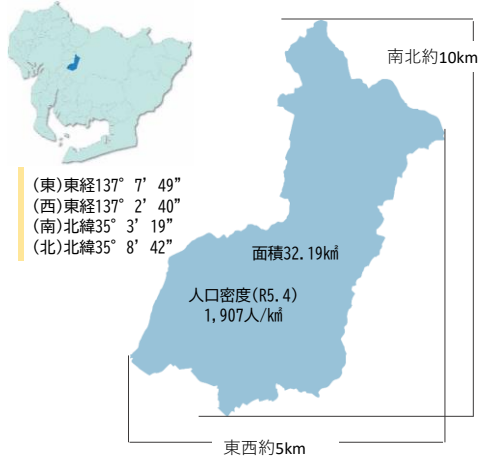 南北約10km
(東)東経137°7’49”
(西)東経137°2’40”
(南)北緯35°3’19”
(北)北緯35°8’42”
面積32.19k㎡
人口密度(R5.4)
1,907人/k㎡
東西約5km